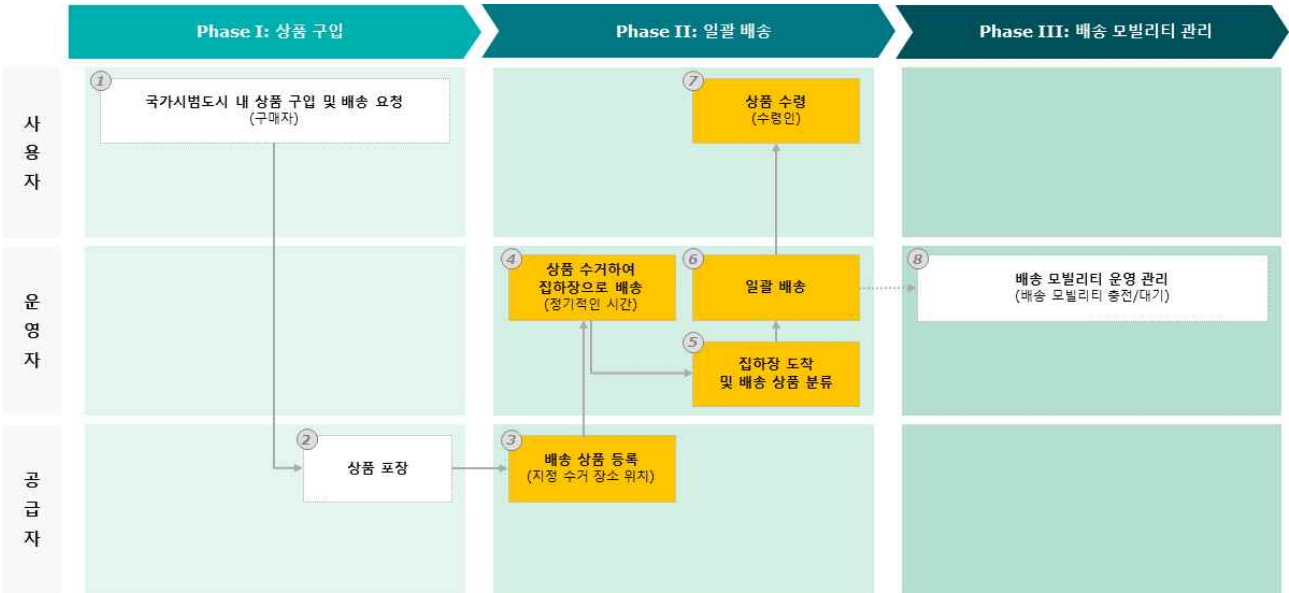 Phase I: 상품 구입
Phase II: 일괄 배송
Phase III: 배송 모빌리티 관리
사
용
자
1
국가시범도시 내 상품 구입 및 배송 요청
(구매자)
7
상품 수령
(수령인)
운
영
자
4
상품 수거하여
집하장으로 배송
(정기적인 시간)
6
일괄 배송
8
배송 모빌리티 운영 관리
(배송 모빌리티 충전/대기)
5
집하장 도착
및 배송 상품 분류
공
급
자
2
상품 포장
3
배송 상품 등록
(지정 수거 장소 위치)